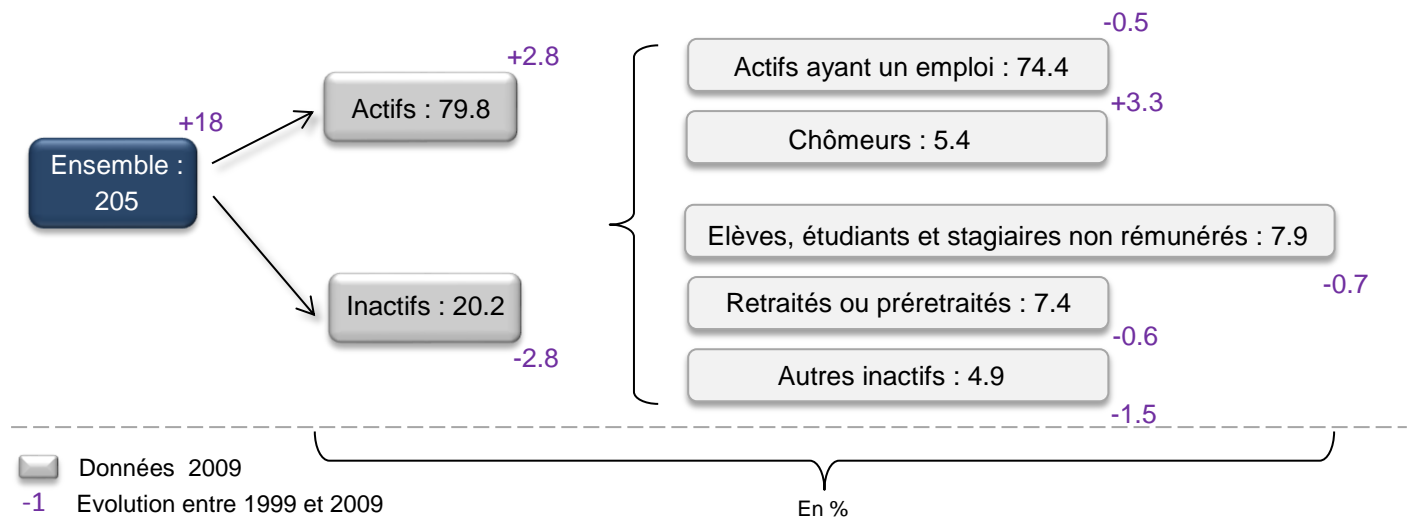 -0.5
+2.8
Actifs ayant un emploi : 74.4
Actifs : 79.8
+3.3
+18
Chômeurs : 5.4
Ensemble :
205
Elèves, étudiants et stagiaires non rémunérés : 7.9
-0.7
Inactifs : 20.2
Retraités ou préretraités : 7.4
-0.6
-2.8
Autres inactifs : 4.9
-1.5
Données 2009
-1 Evolution entre 1999 et 2009
En %